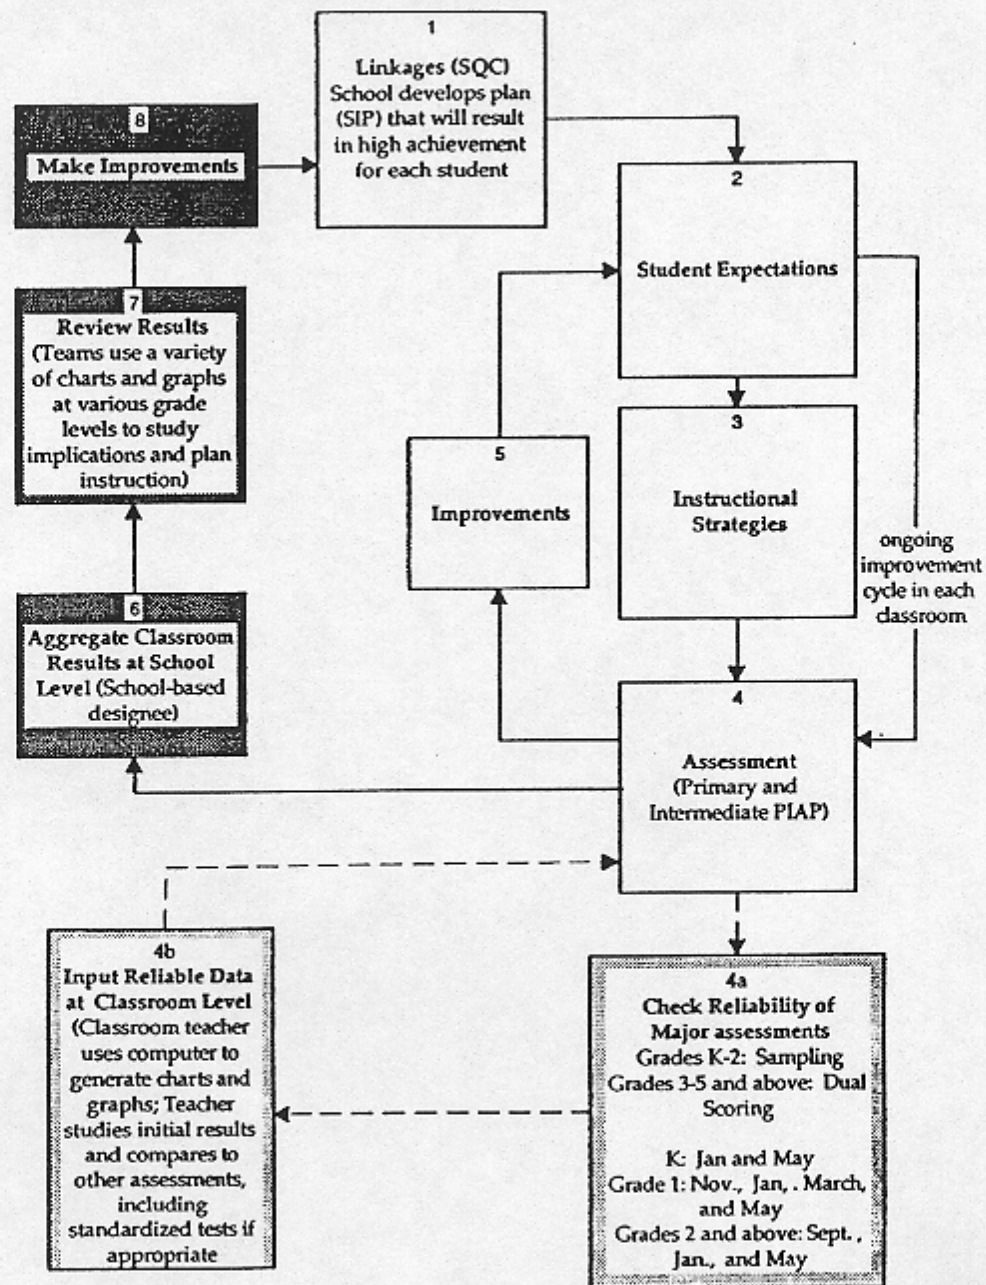 1
Linkages (SQC)
School develops plan
(SIP) that will result
in high achievement
for each student
2
Student Expectations
3
Instructional
Strategies
ongoing
improvement
cycle in each
classroom
4
Assessment
(Primary and
Intermediate PIAP)
4a
Check Reliability of
Major assessments
Grades K-2: Sampling
Grades 3-5 and above: Dual
Scoring
K: Jan and May
Grade 1: Nov., Jan, . March,
and May
Grades 2 and above: Sept. ,
Jan., and May
4b
Input Reliable Data
at Classroom Level
(Classroom teacher
uses computer to
generate charts and
graphs; Teacher
studies initial results
and compares to
other assessments,
including
standardized tests if
appropriate
5
Improvements
6
Aggregate Classroom
Results at School
Level (School-based
designee)
7
Review Results
(Teams use a variety
of charts and graphs
at various grade
levels to study
implications and plan
instruction)
8
Make Improvements